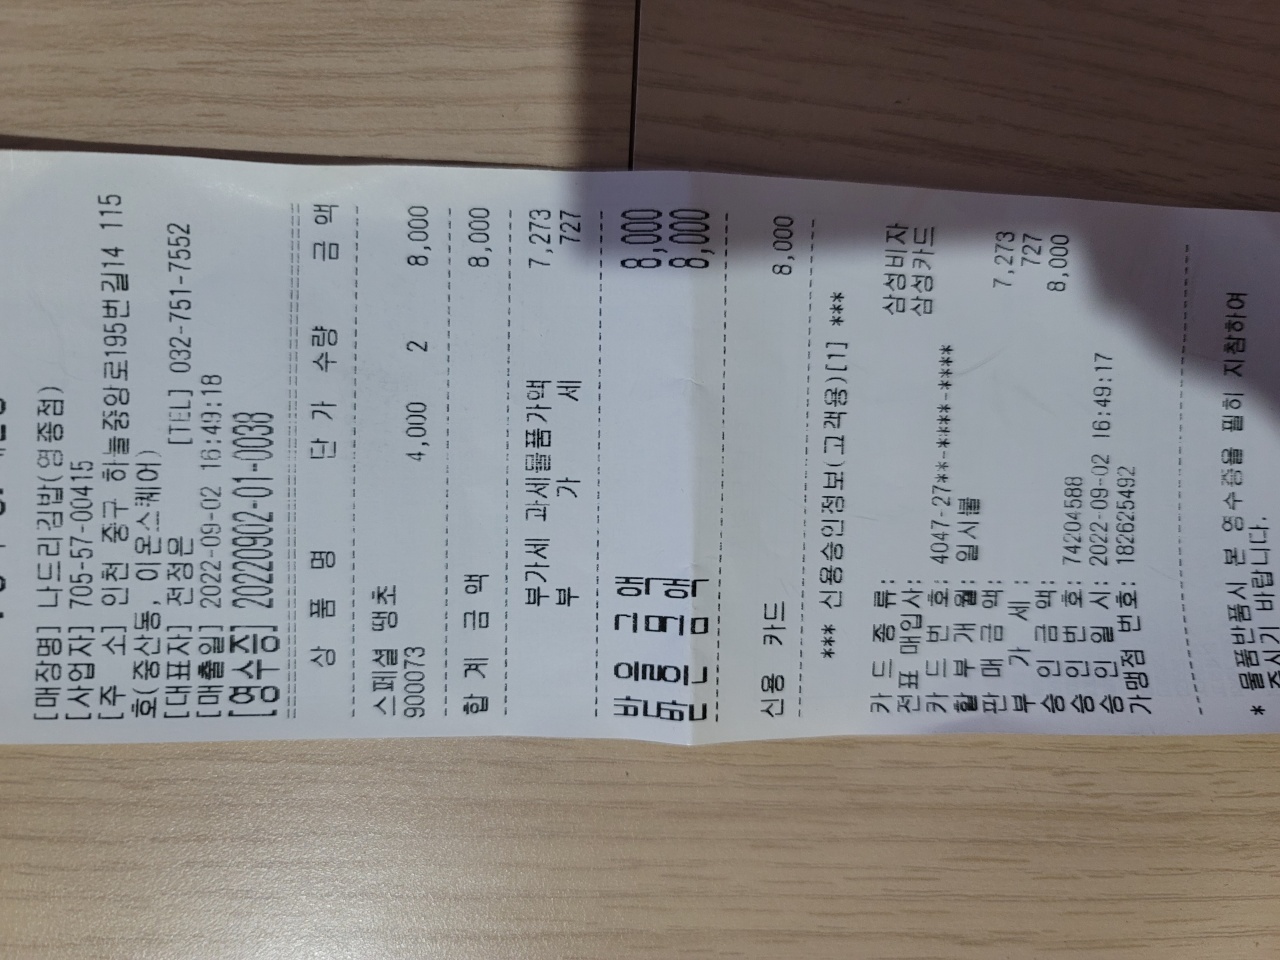 [매장명] 나드리김밥(영종점)
[사업자] 705-57-00415
[주 소] 인천 중구 하늘중앙로195번길14 115
호(중산동, 이온스퀘어)
[대표자] 전정은 [TEL] 032-751-7552
[매출일] 2022-09-02 16:49:18
[영수증] 20220902-01-0038
상 품 명 단 가 수량 금 액
스페셜 땡초
900073 4,000 2 8,000
합 계 금 액 8,000
부가세 과세물품가액 7,273
부 가 세 727
받을금액 8,000
받은금액 8,000
신용 카드 8,000
*** 신용승인정보(고객용)[1] ***
카 드 종 류: 삼성비자
전표 매입사: 삼성카드
카 드 번 호: 4047-27**-****-****
할 부 개 월: 일시불
판 매 금 액: 7,273
부 가 세: 727
승 인 금 액: 8,000
승 인 번 호: 74204588
승 인 일 시: 2022-09-02 16:49:17
가맹점 번호: 182625492
* 물품반품시 본 영수증을 필히 지참하여
주시기 바랍니다.